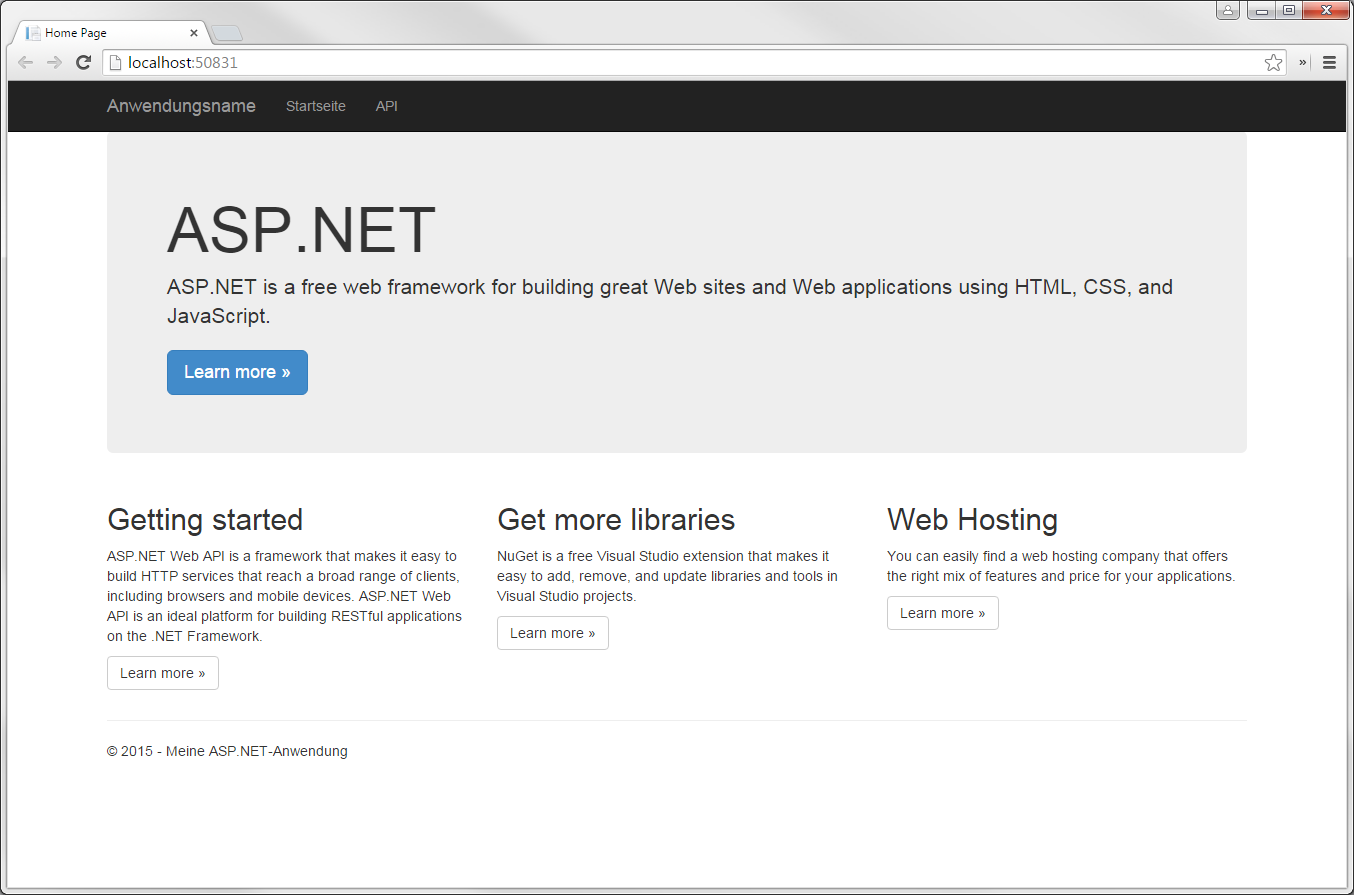 Home Page
localhost:50831
»
Anwendungsname Startseite API
ASP.NET
ASP.NET is a free web framework for building great Web sites and Web applications using HTML, CSS, and
JavaScript.
Learn more »
Getting started
ASP.NET Web API is a framework that makes it easy to
build HTTP services that reach a broad range of clients,
including browsers and mobile devices. ASP.NET Web
API is an ideal platform for building RESTful applications
on the .NET Framework.
Learn more »
Get more libraries
NuGet is a free Visual Studio extension that makes it
easy to add, remove, and update libraries and tools in
Visual Studio projects.
Learn more »
Web Hosting
You can easily find a web hosting company that offers
the right mix of features and price for your applications.
Learn more »
© 2015 - Meine ASP.NET-Anwendung